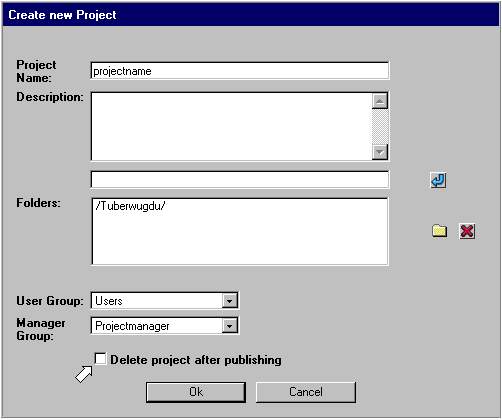 Create new Project
Project
Name:
projectname
Description:
Folders:
/Tuberwugdu/
User Group:
Users
Manager
Group:
Projectmanager
Delete project after publishing
Ok
Cancel